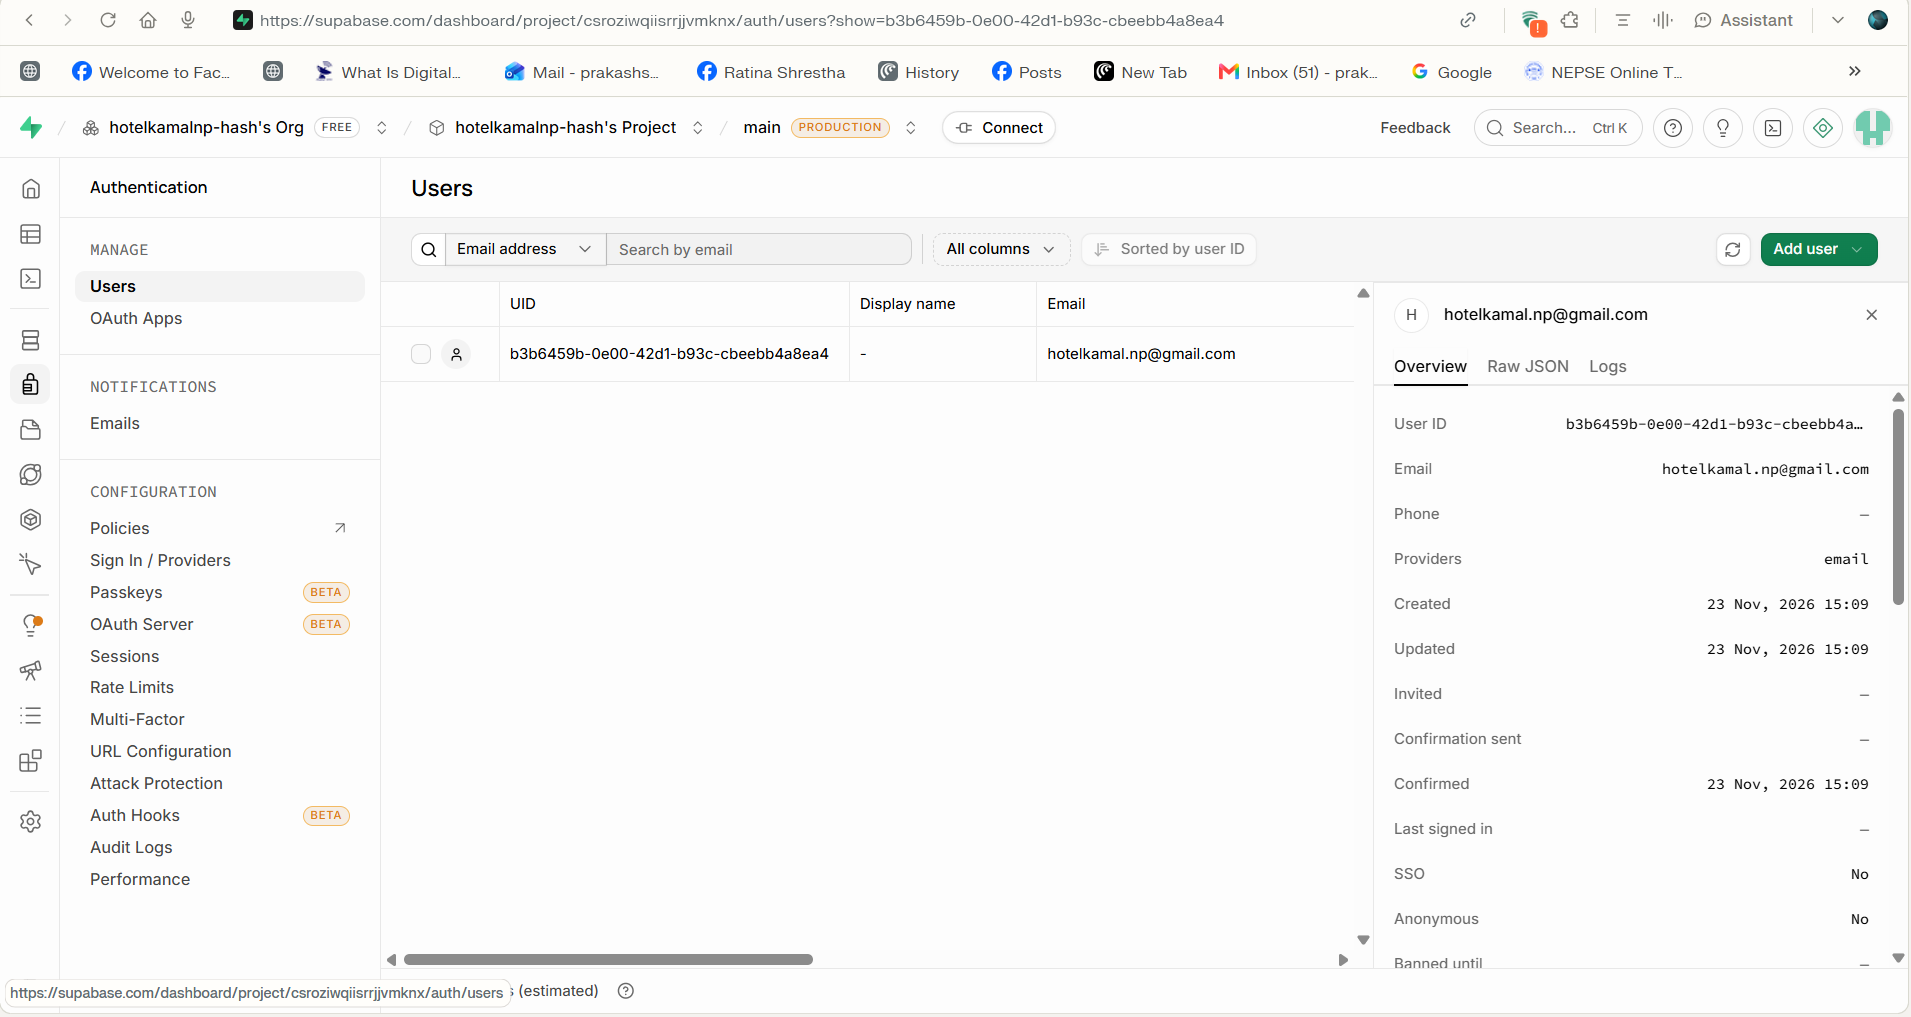 https://supabase.com/dashboard/project/csroziwqiisrrjjvmknx/auth/users?show=b3b6459b-0e00-42d1-b93c-cbeebb4a8ea4
! Assistant
Welcome to Fac... What Is Digital... Mail - prakashs... Ratina Shrestha History Posts New Tab Inbox (51) - prak... Google NEPSE Online T... »
/ hotelkamalnp-hash's Org FREE / hotelkamalnp-hash's Project / main PRODUCTION Connect Feedback Search... Ctrl K
Authentication
MANAGE
Users
OAuth Apps
NOTIFICATIONS
Emails
CONFIGURATION
Policies
Sign In / Providers
Passkeys BETA
OAuth Server BETA
Sessions
Rate Limits
Multi-Factor
URL Configuration
Attack Protection
Auth Hooks BETA
Audit Logs
Performance
Users
Email address Search by email All columns Sorted by user ID Add user
UID Display name Email
b3b6459b-0e00-42d1-b93c-cbeebb4a8ea4 - hotelkamal.np@gmail.com
H hotelkamal.np@gmail.com
Overview Raw JSON Logs
User ID b3b6459b-0e00-42d1-b93c-cbeebb4a...
Email hotelkamal.np@gmail.com
Phone –
Providers email
Created 23 Nov, 2026 15:09
Updated 23 Nov, 2026 15:09
Invited –
Confirmation sent –
Confirmed 23 Nov, 2026 15:09
Last signed in –
SSO No
Anonymous No
Banned until –
https://supabase.com/dashboard/project/csroziwqiisrrjjvmknx/auth/users s (estimated)